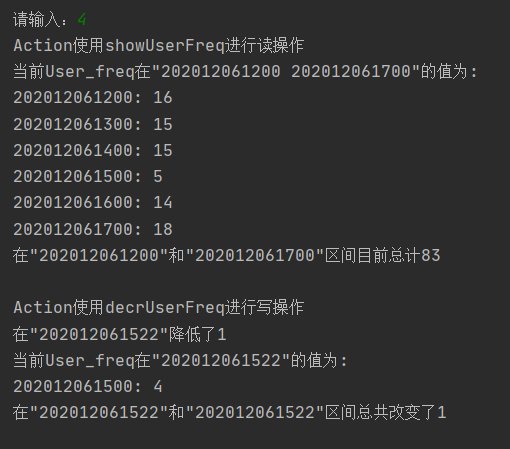 请输入：4
Action使用showUserFreq进行读操作
当前User_freq在"202012061200 202012061700"的值为:
202012061200: 16
202012061300: 15
202012061400: 15
202012061500: 5
202012061600: 14
202012061700: 18
在"202012061200"和"202012061700"区间目前总计83
Action使用decrUserFreq进行写操作
在"202012061522"降低了1
当前User_freq在"202012061522"的值为:
202012061500: 4
在"202012061522"和"202012061522"区间总共改变了1